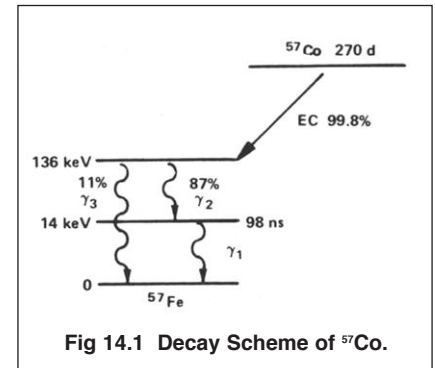 ⁵⁷Co 270 d
EC 99.8%
136 keV
11%
γ₃
87%
γ₂
14 keV
98 ns
γ₁
0
⁵⁷Fe
Fig 14.1 Decay Scheme of ⁵⁷Co.